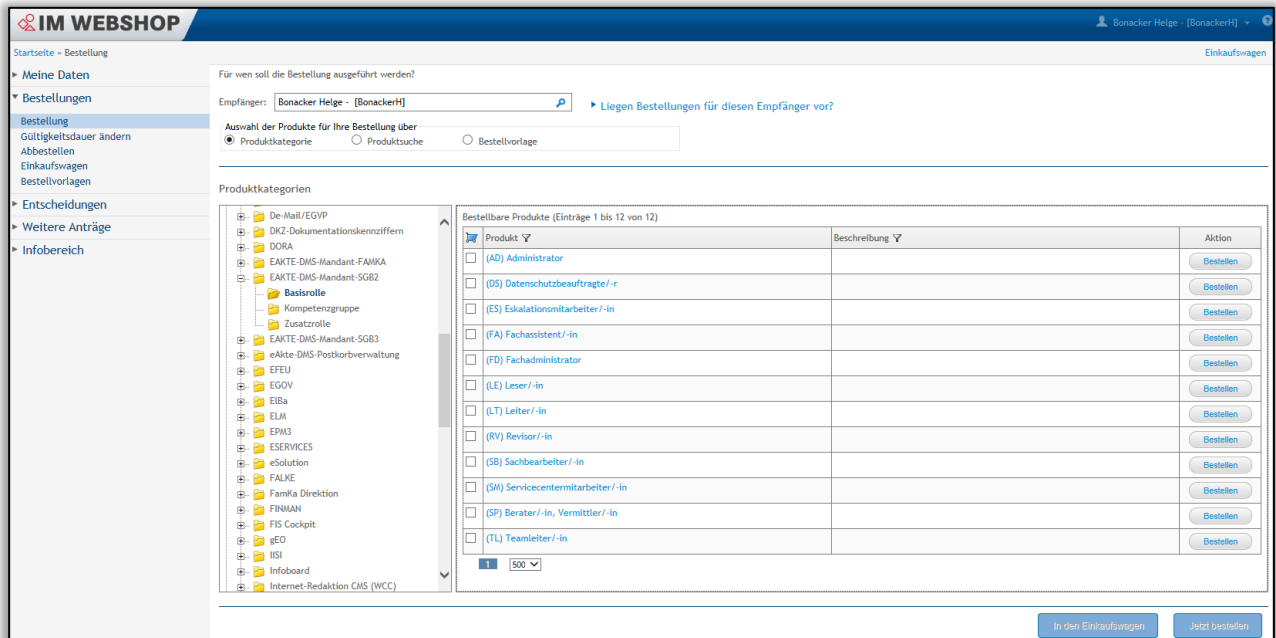 IM WEBSHOP
Bonacker Helge - [BonackerH]
Startseite » Bestellung
Einkaufswagen
Meine Daten
Bestellungen
Bestellung
Gültigkeitsdauer ändern
Abbestellen
Einkaufswagen
Bestellvorlagen
Entscheidungen
Weitere Anträge
Infobereich
Für wen soll die Bestellung ausgeführt werden?
Empfänger: Bonacker Helge - [BonackerH]
Liegen Bestellungen für diesen Empfänger vor?
Auswahl der Produkte für Ihre Bestellung über
Produktkategorie Produktsuche Bestellvorlage
Produktkategorien
De-Mail/EGVP
DKZ-Dokumentationskennziffern
DORA
EAKTE-DMS-Mandant-FAMKA
EAKTE-DMS-Mandant-SGB2
Basisrolle
Kompetenzgruppe
Zusatzrolle
EAKTE-DMS-Mandant-SGB3
eAkte-DMS-Postkorbverwaltung
EFEU
EGOV
ElBa
ELM
EPM3
ESERVICES
eSolution
FALKE
FamKa Direktion
FINMAN
FIS Cockpit
gEO
IISI
Infoboard
Internet-Redaktion CMS (WCC)
Bestellbare Produkte (Einträge 1 bis 12 von 12)
Produkt Beschreibung Aktion
(AD) Administrator Bestellen
(DS) Datenschutzbeauftragte/-r Bestellen
(ES) Eskalationsmitarbeiter/-in Bestellen
(FA) Fachassistent/-in Bestellen
(FD) Fachadministrator Bestellen
(LE) Leser/-in Bestellen
(LT) Leiter/-in Bestellen
(RV) Revisor/-in Bestellen
(SB) Sachbearbeiter/-in Bestellen
(SM) Servicecentermitarbeiter/-in Bestellen
(SP) Berater/-in, Vermittler/-in Bestellen
(TL) Teamleiter/-in Bestellen
1 500
In den Einkaufswagen Jetzt bestellen